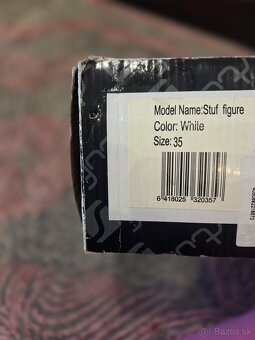 Model Name:Stuf figure
Color: White
Size: 35
6 418025 320357
Bazos.sk